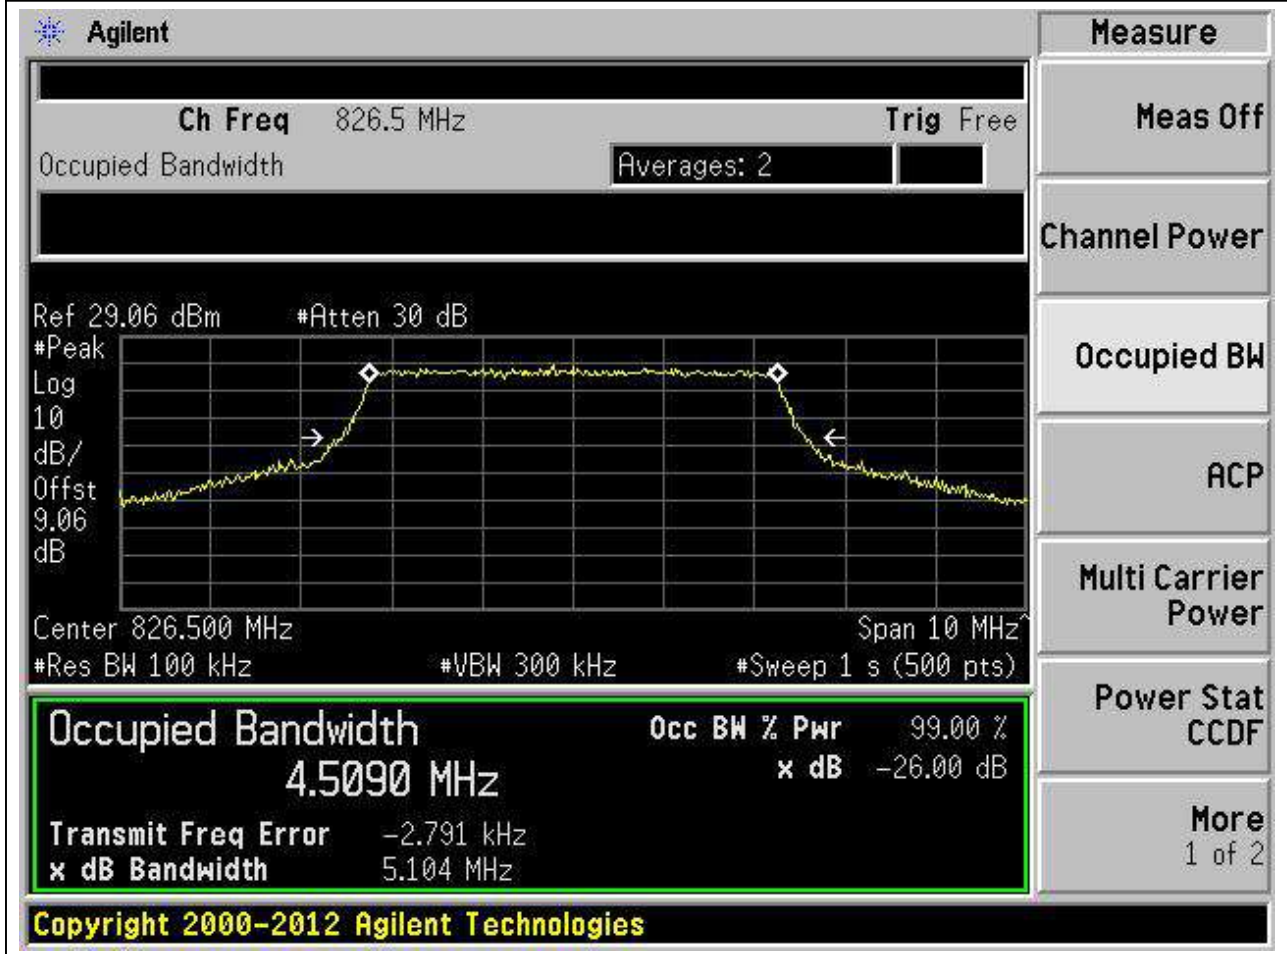 Agilent
Measure
Ch Freq 826.5 MHz Trig Free
Occupied Bandwidth Averages: 2
Meas Off
Channel Power
Occupied BW
ACP
Multi Carrier
Power
Power Stat
CCDF
More
1 of 2
Ref 29.06 dBm #Atten 30 dB
#Peak
Log
10
dB/
Offst
9.06
dB
Center 826.500 MHz Span 10 MHz^
#Res BW 100 kHz #VBW 300 kHz #Sweep 1 s (500 pts)
Occupied Bandwidth Occ BW % Pwr 99.00 %
4.5090 MHz x dB -26.00 dB
Transmit Freq Error -2.791 kHz
x dB Bandwidth 5.104 MHz
Copyright 2000-2012 Agilent Technologies